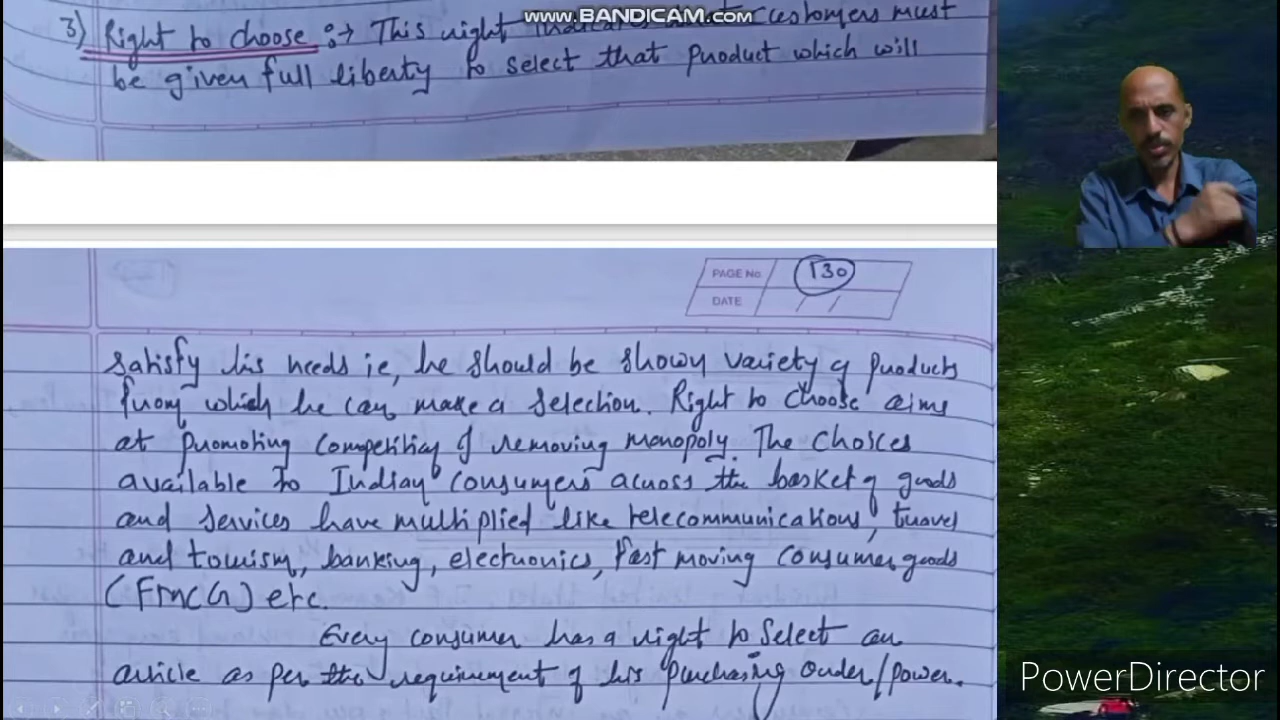 www.BANDICAM.com
3) Right to choose :→ This right indicates that customers must
be given full liberty to select that product which will
PAGE No. 130
DATE / /
satisfy his needs ie, he should be shown variety of products
from which he can make a selection. Right to choose aims
at promoting competition & removing monopoly. The choices
available to Indian consumers across the basket of goods
and services have multiplied like telecommunications, travel
and tourism, banking, electronics, fast moving consumer goods
(FMCG) etc.
Every consumer has a right to select an
article as per the requirement of his purchasing order/power.
PowerDirector